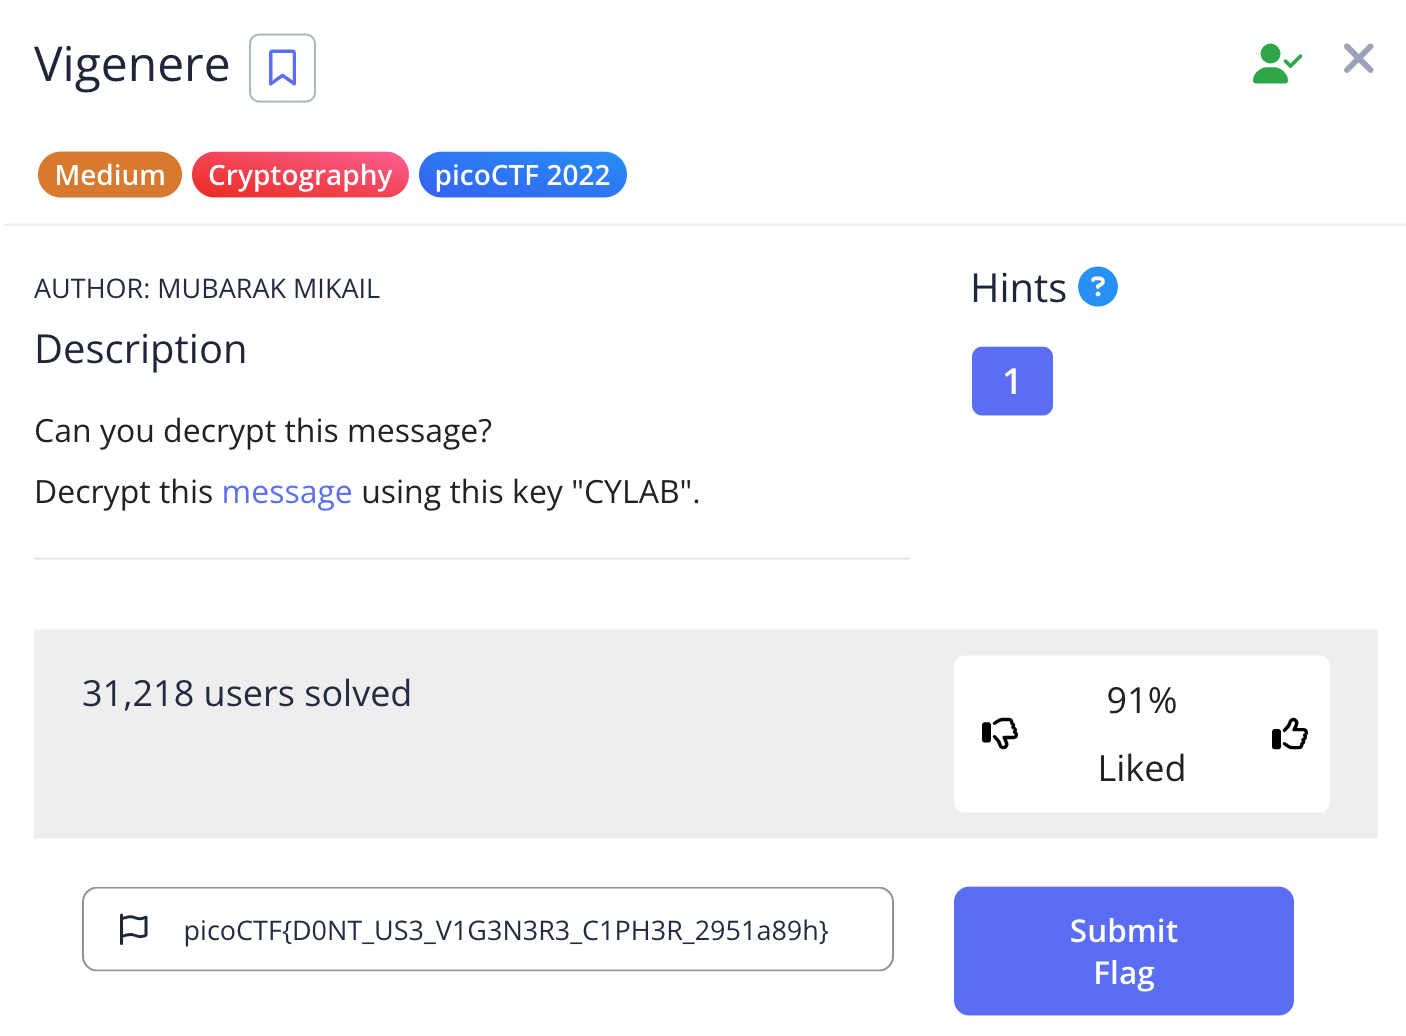 Vigenere
Medium Cryptography picoCTF 2022
AUTHOR: MUBARAK MIKAIL
Description
Can you decrypt this message?
Decrypt this message using this key "CYLAB".
Hints ?
1
31,218 users solved
91%
Liked
picoCTF{D0NT_US3_V1G3N3R3_C1PH3R_2951a89h}
Submit
Flag